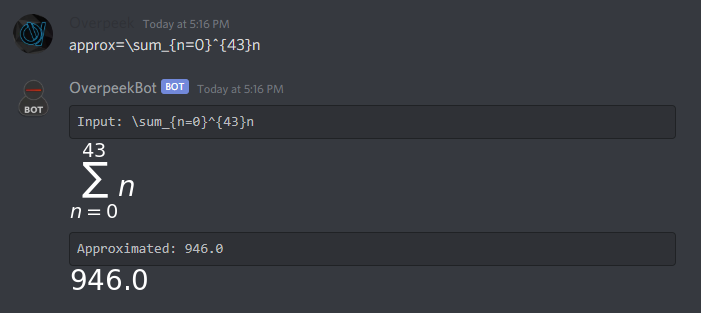 Overpeek Today at 5:16 PM
approx=\sum_{n=0}^{43}n
OverpeekBot BOT Today at 5:16 PM
BOT
Input: \sum_{n=0}^{43}n
43
∑ n
n = 0
Approximated: 946.0
946.0